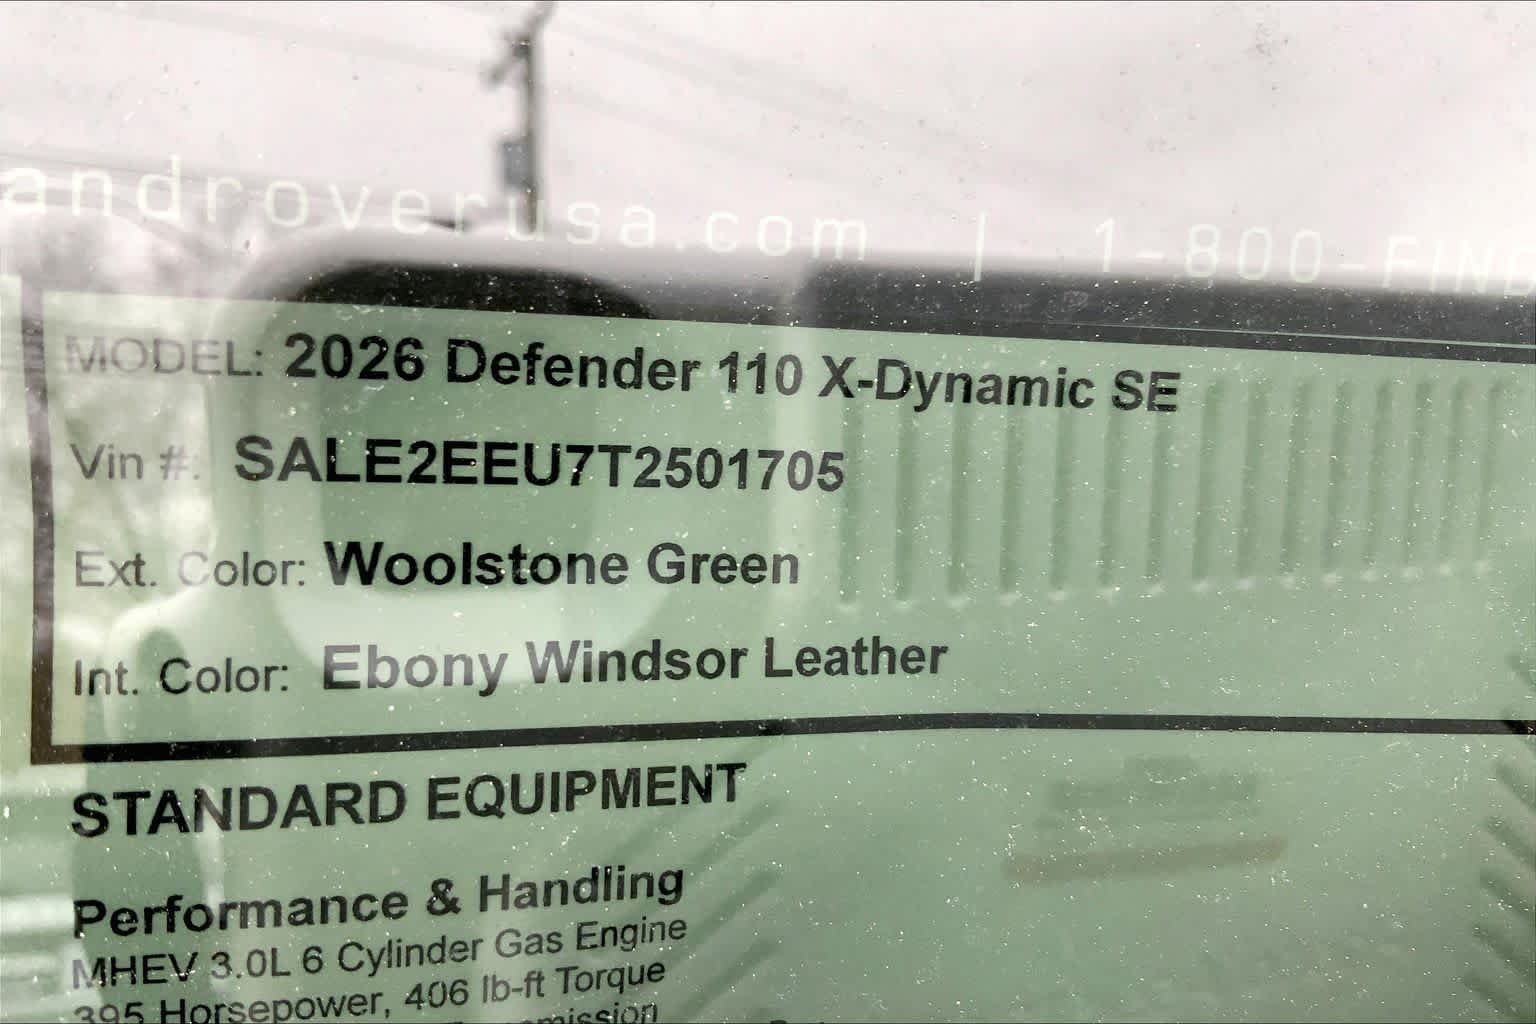 androverusa.com | 1-800-FIND
MODEL: 2026 Defender 110 X-Dynamic SE
Vin #: SALE2EEU7T2501705
Ext. Color: Woolstone Green
Int. Color: Ebony Windsor Leather
STANDARD EQUIPMENT
Performance & Handling
MHEV 3.0L 6 Cylinder Gas Engine
395 Horsepower, 406 lb-ft Torque